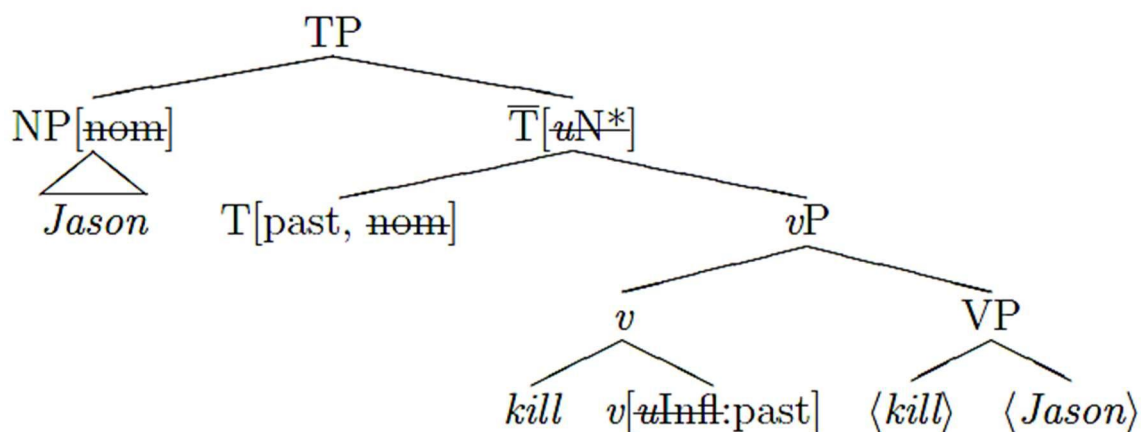 TP
NP[nom] T̅[uN*]
Jason T[past, nom] vP
v VP
kill v[uInfl:past] ⟨kill⟩ ⟨Jason⟩